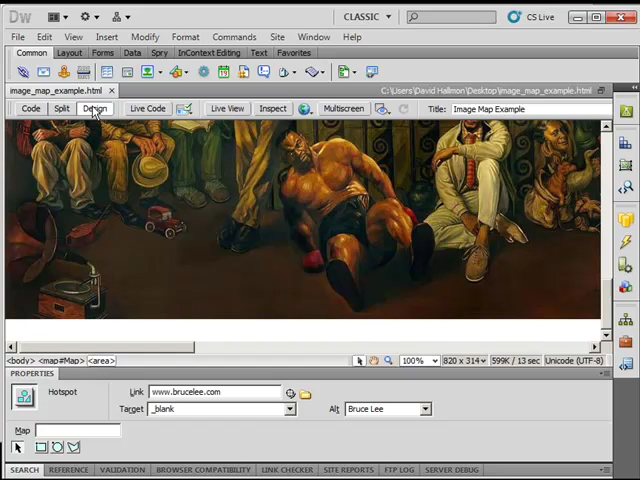 Dw CLASSIC CS Live
File Edit View Insert Modify Format Commands Site Window Help
Common Layout Forms Data Spry InContext Editing Text Favorites
image_map_example.html C:\Users\David Hallmon\Desktop\image_map_example.html
Code Split Design Live Code Live View Inspect Multiscreen Title: Image Map Example
<body> <map#Map> <area> 100% 820 x 314 599K / 13 sec Unicode (UTF-8)
PROPERTIES
Hotspot Link www.brucelee.com
Target _blank Alt Bruce Lee
Map
SEARCH REFERENCE VALIDATION BROWSER COMPATIBILITY LINK CHECKER SITE REPORTS FTP LOG SERVER DEBUG